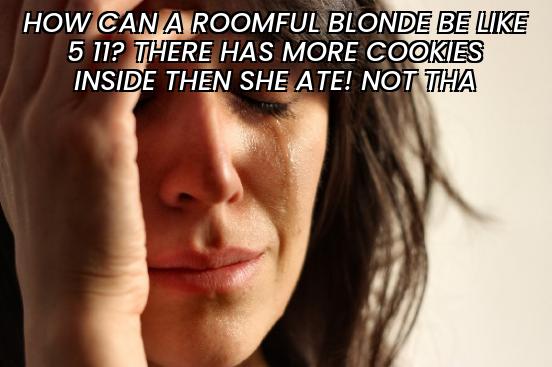 HOW CAN A ROOMFUL BLONDE BE LIKE
5 11? THERE HAS MORE COOKIES
INSIDE THEN SHE ATE! NOT THA